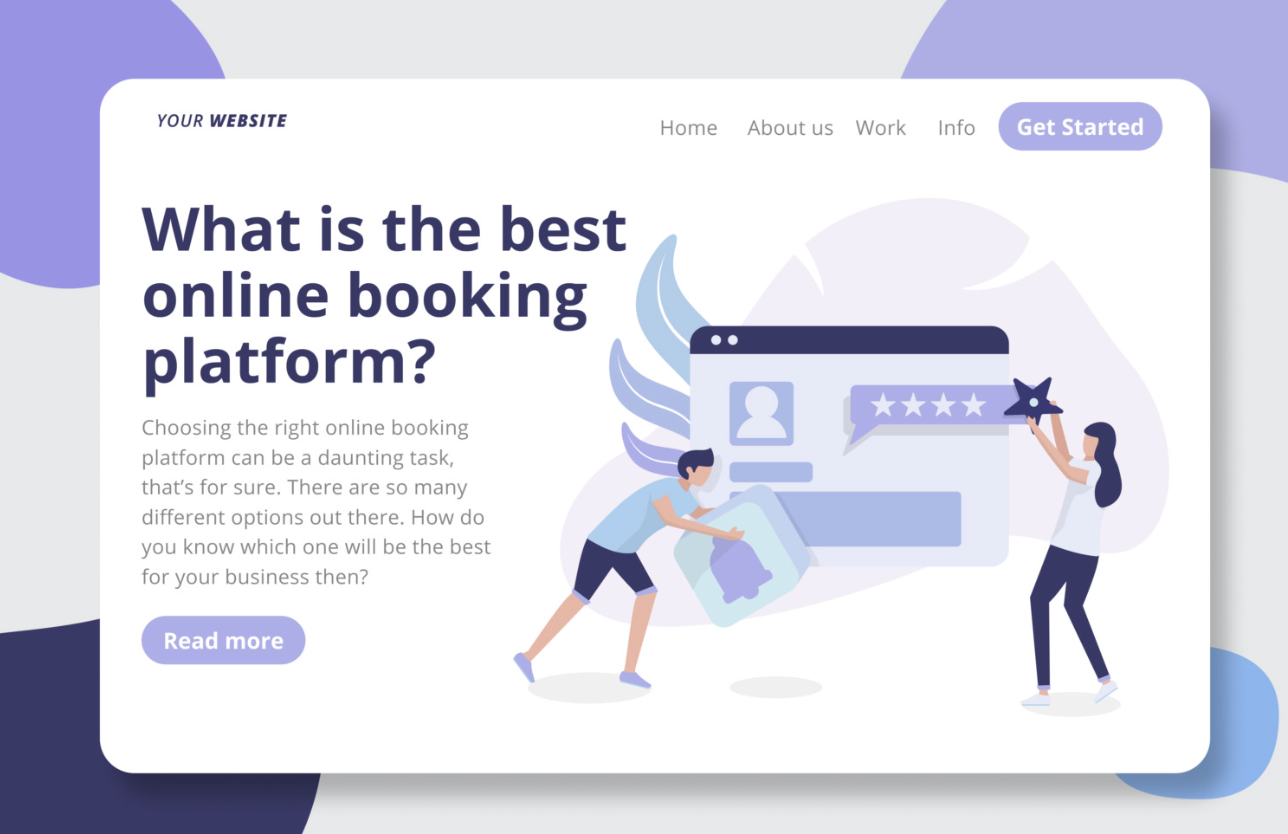 YOUR WEBSITE
Home About us Work Info Get Started
What is the best
online booking
platform?
Choosing the right online booking
platform can be a daunting task,
that's for sure. There are so many
different options out there. How do
you know which one will be the best
for your business then?
Read more